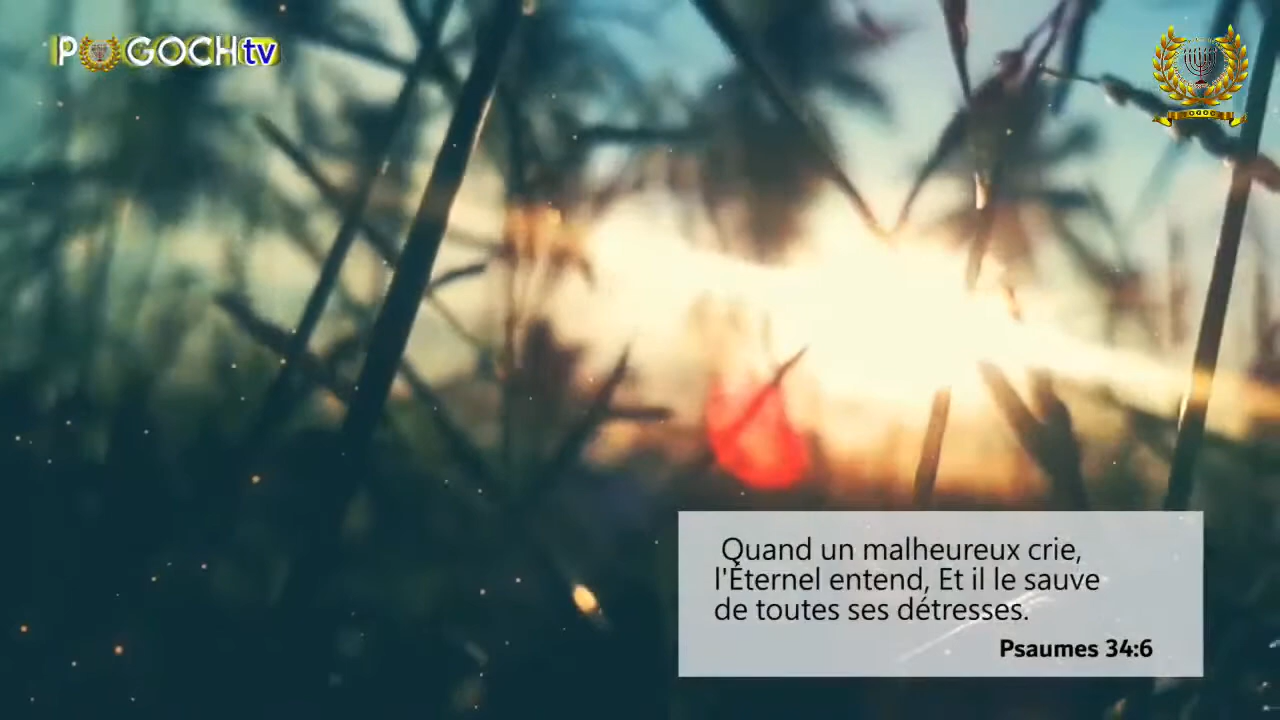 POGOCHtv
Quand un malheureux crie,
l'Éternel entend, Et il le sauve
de toutes ses détresses.
Psaumes 34:6